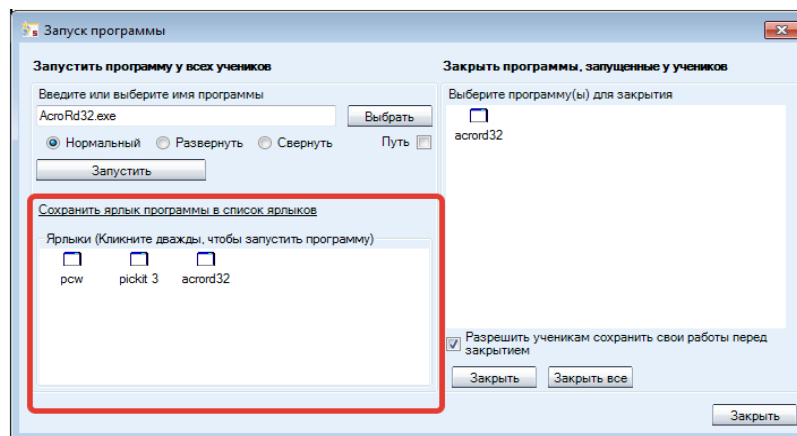 Запуск программы
Запустить программу у всех учеников
Введите или выберите имя программы
AcroRd32.exe
Выбрать
Нормальный
Развернуть
Свернуть
Путь
Запустить
Сохранить ярлык программы в список ярлыков
Ярлыки (Кликните дважды, чтобы запустить программу)
pcw
pickit 3
acrord32
Закрыть программы, запущенные у учеников
Выберите программу(ы) для закрытия
acrord32
Разрешить ученикам сохранить свои работы перед
закрытием
Закрыть
Закрыть все
Закрыть